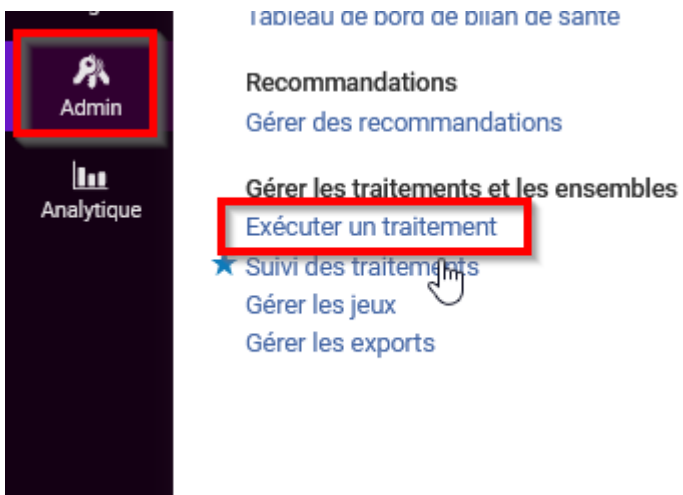 Tableau de bord de bilan de santé
Admin
Recommandations
Gérer des recommandations
Analytique
Gérer les traitements et les ensembles
Exécuter un traitement
Suivi des traitements
Gérer les jeux
Gérer les exports